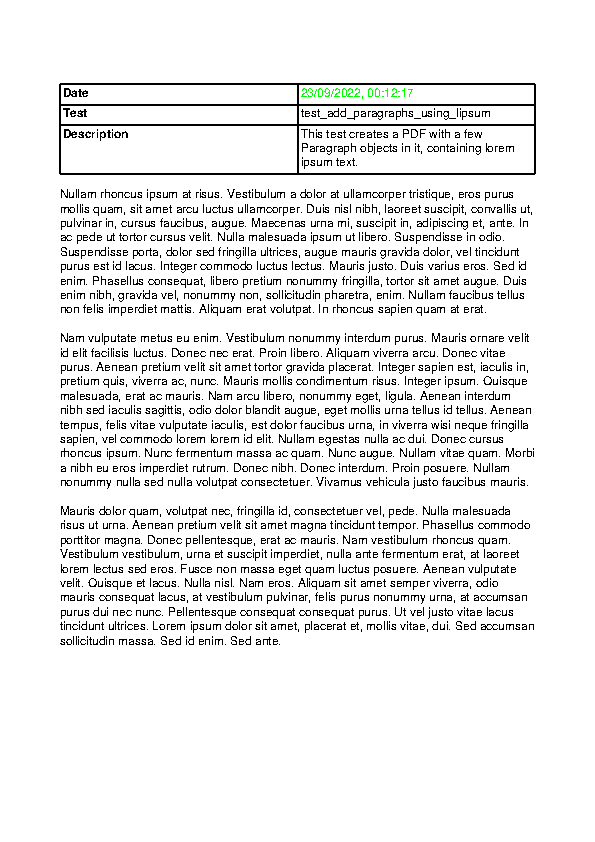 Date 23/09/2022, 00:12:17
Test test_add_paragraphs_using_lipsum
Description This test creates a PDF with a few
Paragraph objects in it, containing lorem
ipsum text.
Nullam rhoncus ipsum at risus. Vestibulum a dolor at ullamcorper tristique, eros purus
mollis quam, sit amet arcu luctus ullamcorper. Duis nisl nibh, laoreet suscipit, convallis ut,
pulvinar in, cursus faucibus, augue. Maecenas urna mi, suscipit in, adipiscing et, ante. In
ac pede ut tortor cursus velit. Nulla malesuada ipsum ut libero. Suspendisse in odio.
Suspendisse porta, dolor sed fringilla ultrices, augue mauris gravida dolor, vel tincidunt
purus est id lacus. Integer commodo luctus lectus. Mauris justo. Duis varius eros. Sed id
enim. Phasellus consequat, libero pretium nonummy fringilla, tortor sit amet augue. Duis
enim nibh, gravida vel, nonummy non, sollicitudin pharetra, enim. Nullam faucibus tellus
non felis imperdiet mattis. Aliquam erat volutpat. In rhoncus sapien quam at erat.
Nam vulputate metus eu enim. Vestibulum nonummy interdum purus. Mauris ornare velit
id elit facilisis luctus. Donec nec erat. Proin libero. Aliquam viverra arcu. Donec vitae
purus. Aenean pretium velit sit amet tortor gravida placerat. Integer sapien est, iaculis in,
pretium quis, viverra ac, nunc. Mauris mollis condimentum risus. Integer ipsum. Quisque
malesuada, erat ac mauris. Nam arcu libero, nonummy eget, ligula. Aenean interdum
nibh sed iaculis sagittis, odio dolor blandit augue, eget mollis urna tellus id tellus. Aenean
tempus, felis vitae vulputate iaculis, est dolor faucibus urna, in viverra wisi neque fringilla
sapien, vel commodo lorem lorem id elit. Nullam egestas nulla ac dui. Donec cursus
rhoncus ipsum. Nunc fermentum massa ac quam. Nunc augue. Nullam vitae quam. Morbi
a nibh eu eros imperdiet rutrum. Donec nibh. Donec interdum. Proin posuere. Nullam
nonummy nulla sed nulla volutpat consectetuer. Vivamus vehicula justo faucibus mauris.
Mauris dolor quam, volutpat nec, fringilla id, consectetuer vel, pede. Nulla malesuada
risus ut urna. Aenean pretium velit sit amet magna tincidunt tempor. Phasellus commodo
porttitor magna. Donec pellentesque, erat ac mauris. Nam vestibulum rhoncus quam.
Vestibulum vestibulum, urna et suscipit imperdiet, nulla ante fermentum erat, at laoreet
lorem lectus sed eros. Fusce non massa eget quam luctus posuere. Aenean vulputate
velit. Quisque et lacus. Nulla nisl. Nam eros. Aliquam sit amet semper viverra, odio
mauris consequat lacus, at vestibulum pulvinar, felis purus nonummy urna, at accumsan
purus dui nec nunc. Pellentesque consequat consequat purus. Ut vel justo vitae lacus
tincidunt ultrices. Lorem ipsum dolor sit amet, placerat et, mollis vitae, dui. Sed accumsan
sollicitudin massa. Sed id enim. Sed ante.